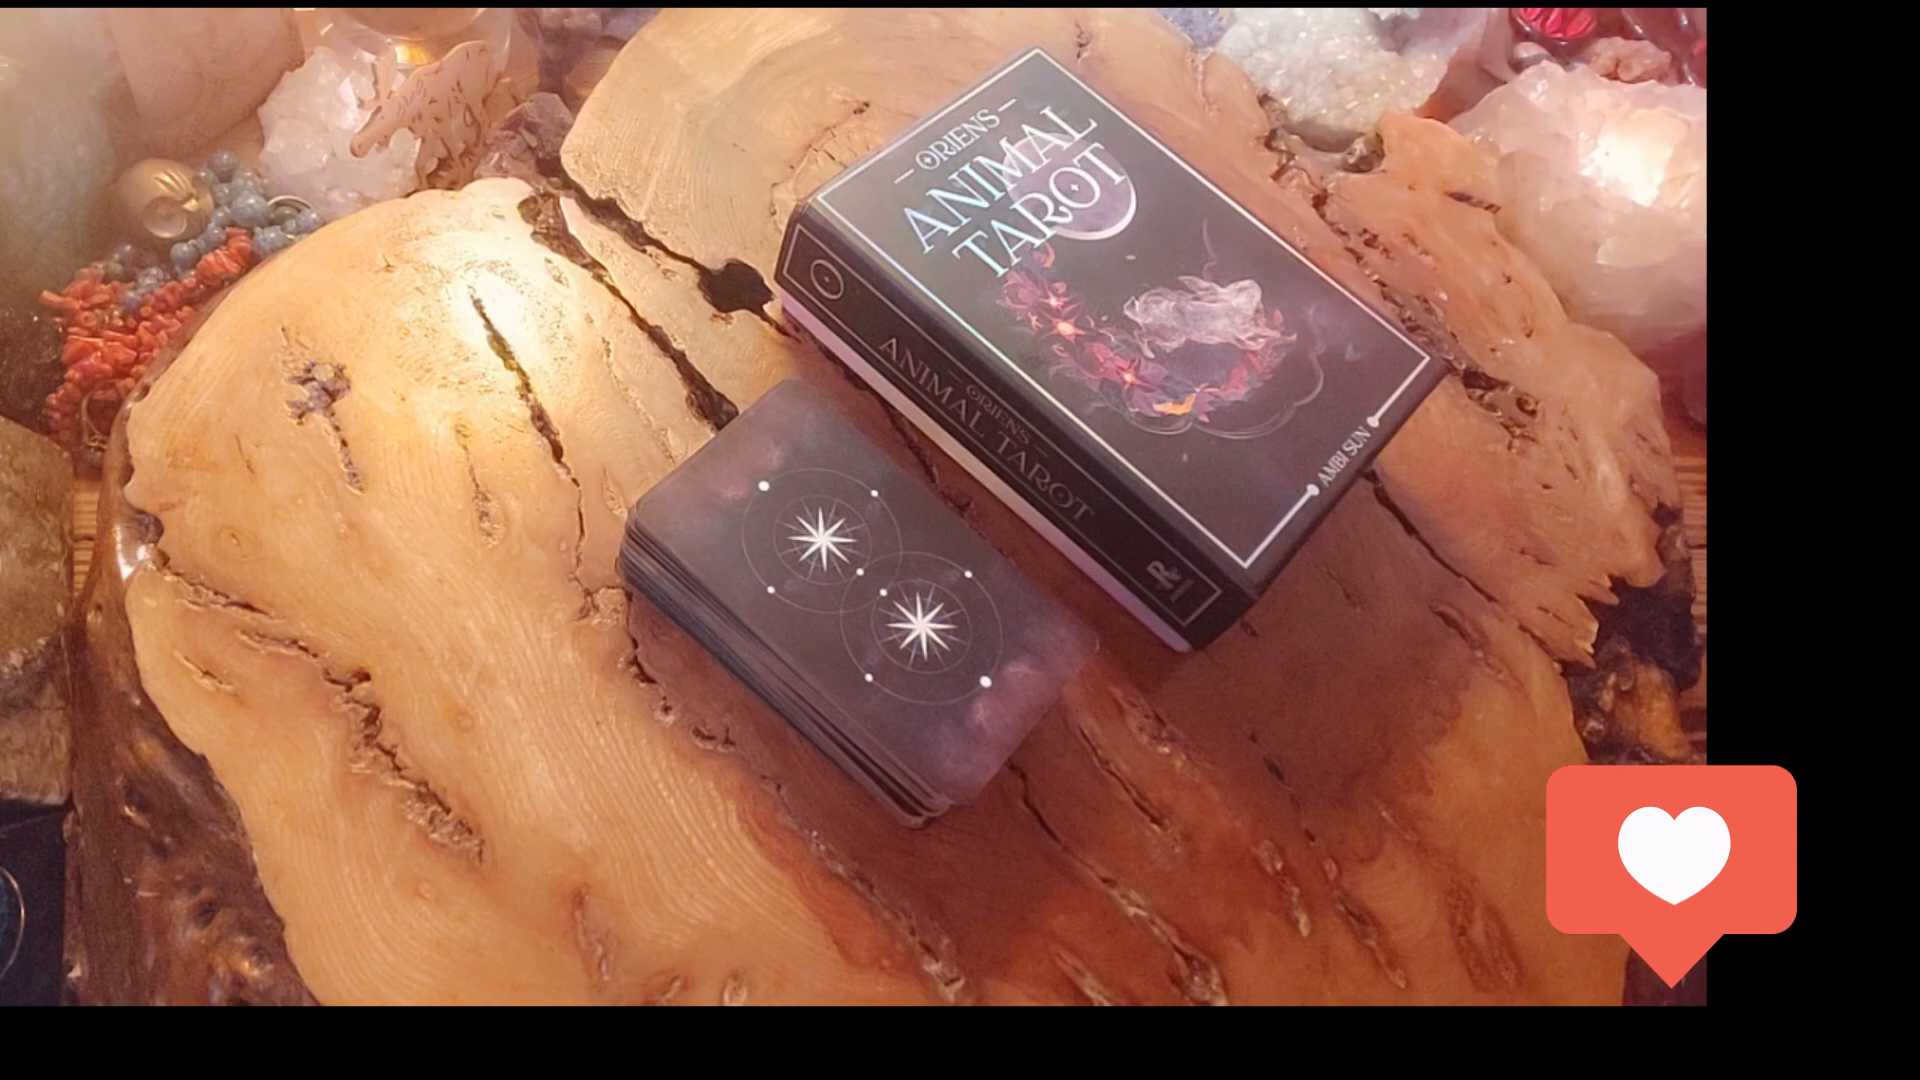 ORIENS
ANIMAL
TAROT
AMBI SUN
ORIENS
ANIMAL TAROT
R